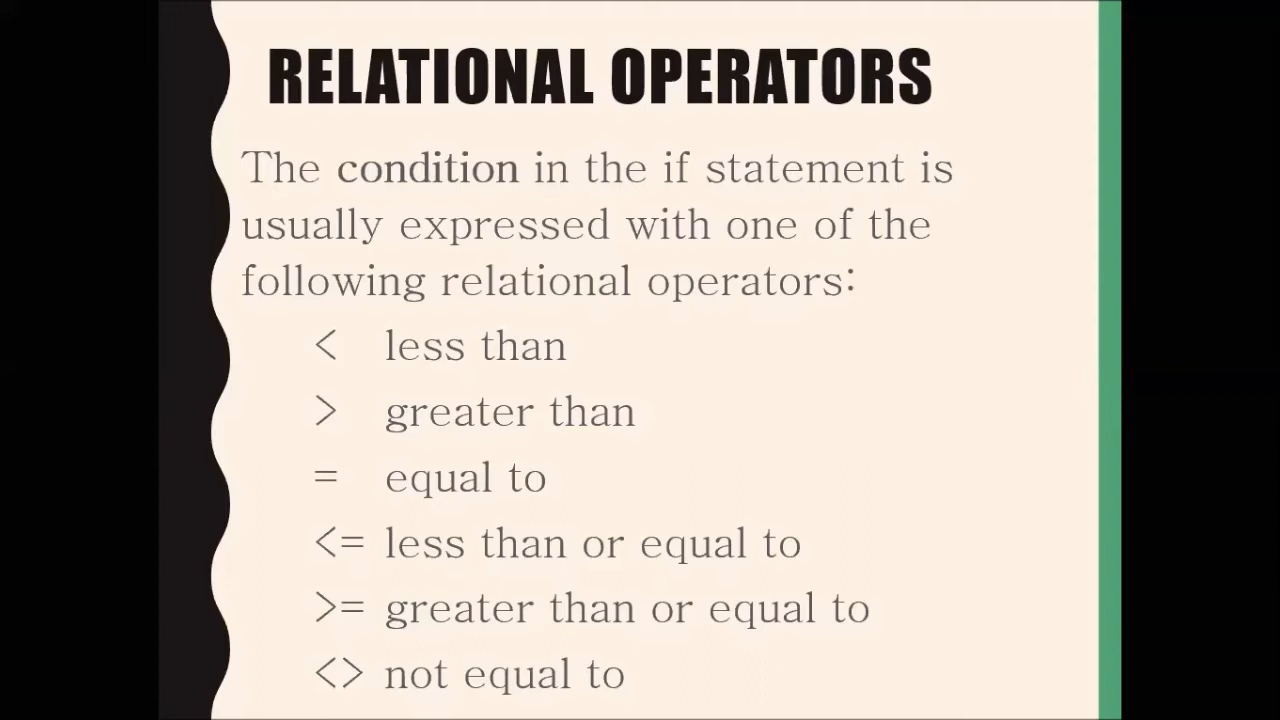 RELATIONAL OPERATORS
The condition in the if statement is
usually expressed with one of the
following relational operators:
< less than
> greater than
= equal to
<= less than or equal to
>= greater than or equal to
<> not equal to